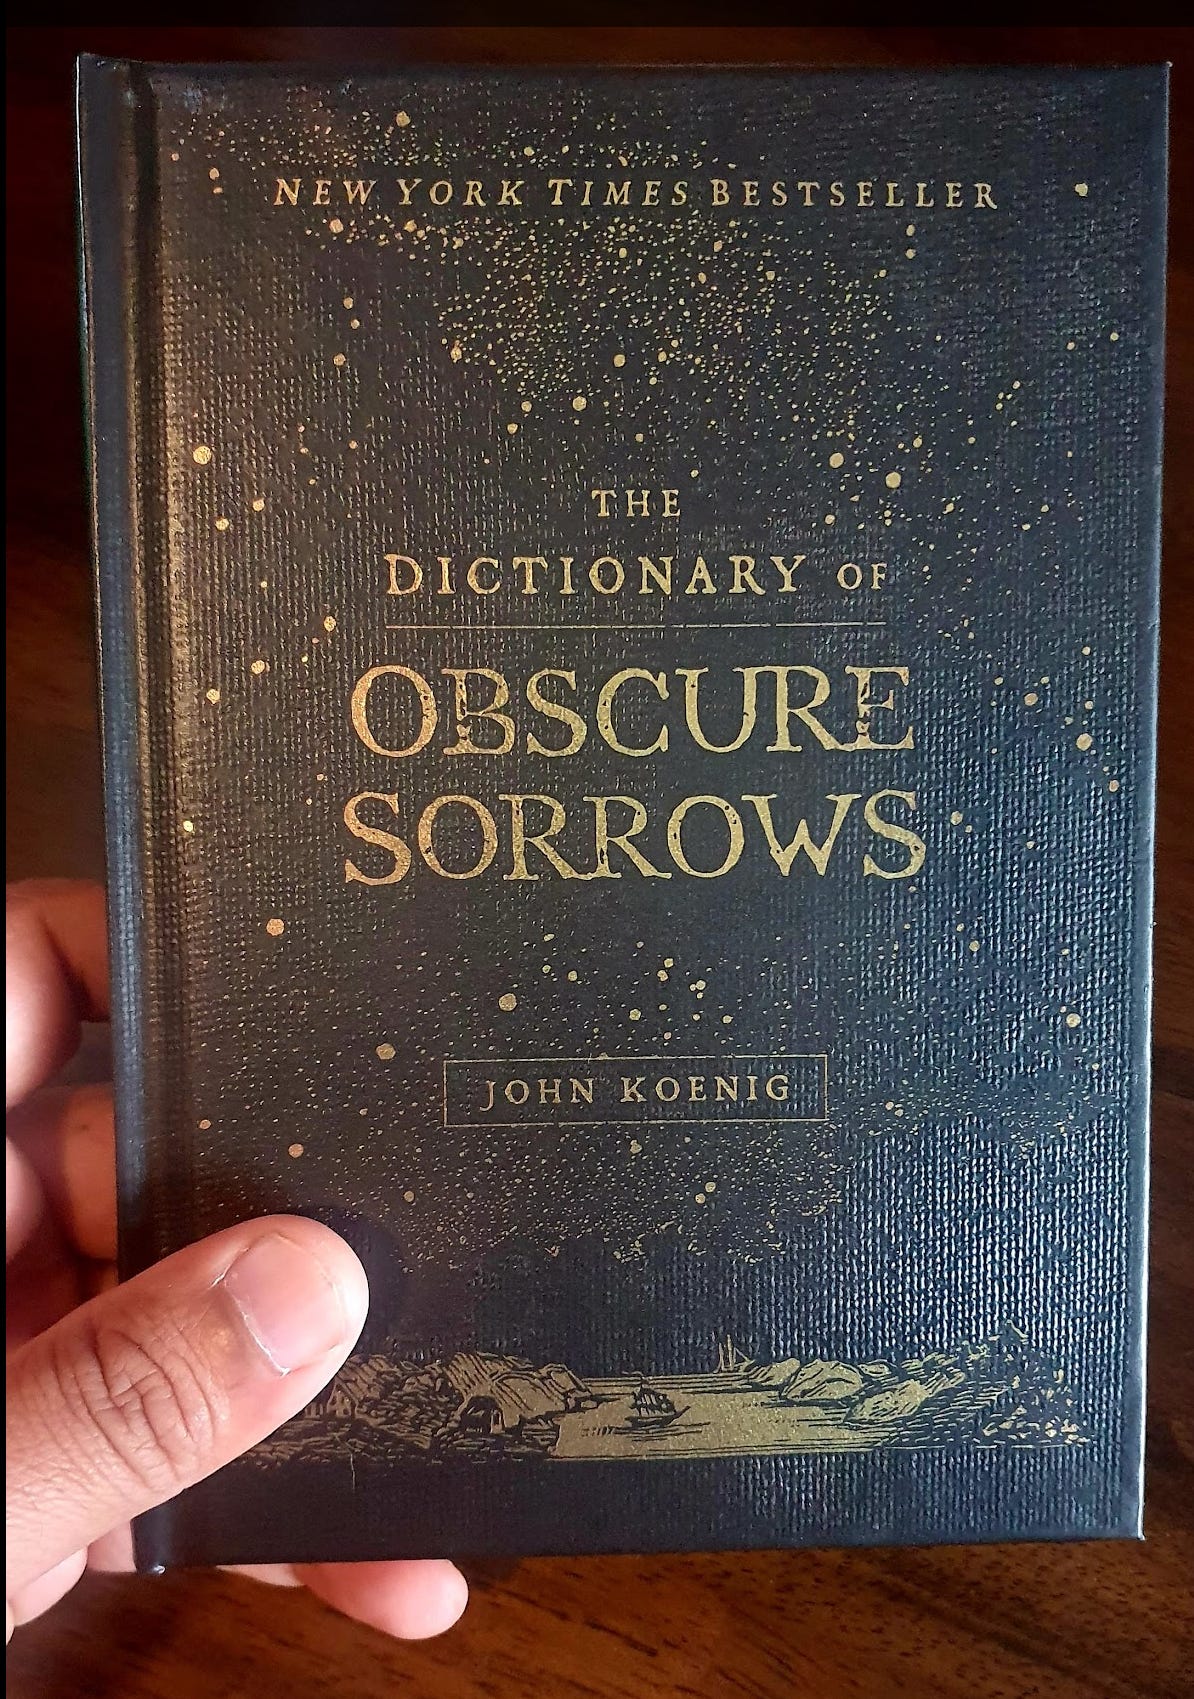 NEW YORK TIMES BESTSELLER
THE
DICTIONARY OF
OBSCURE
SORROWS
JOHN KOENIG